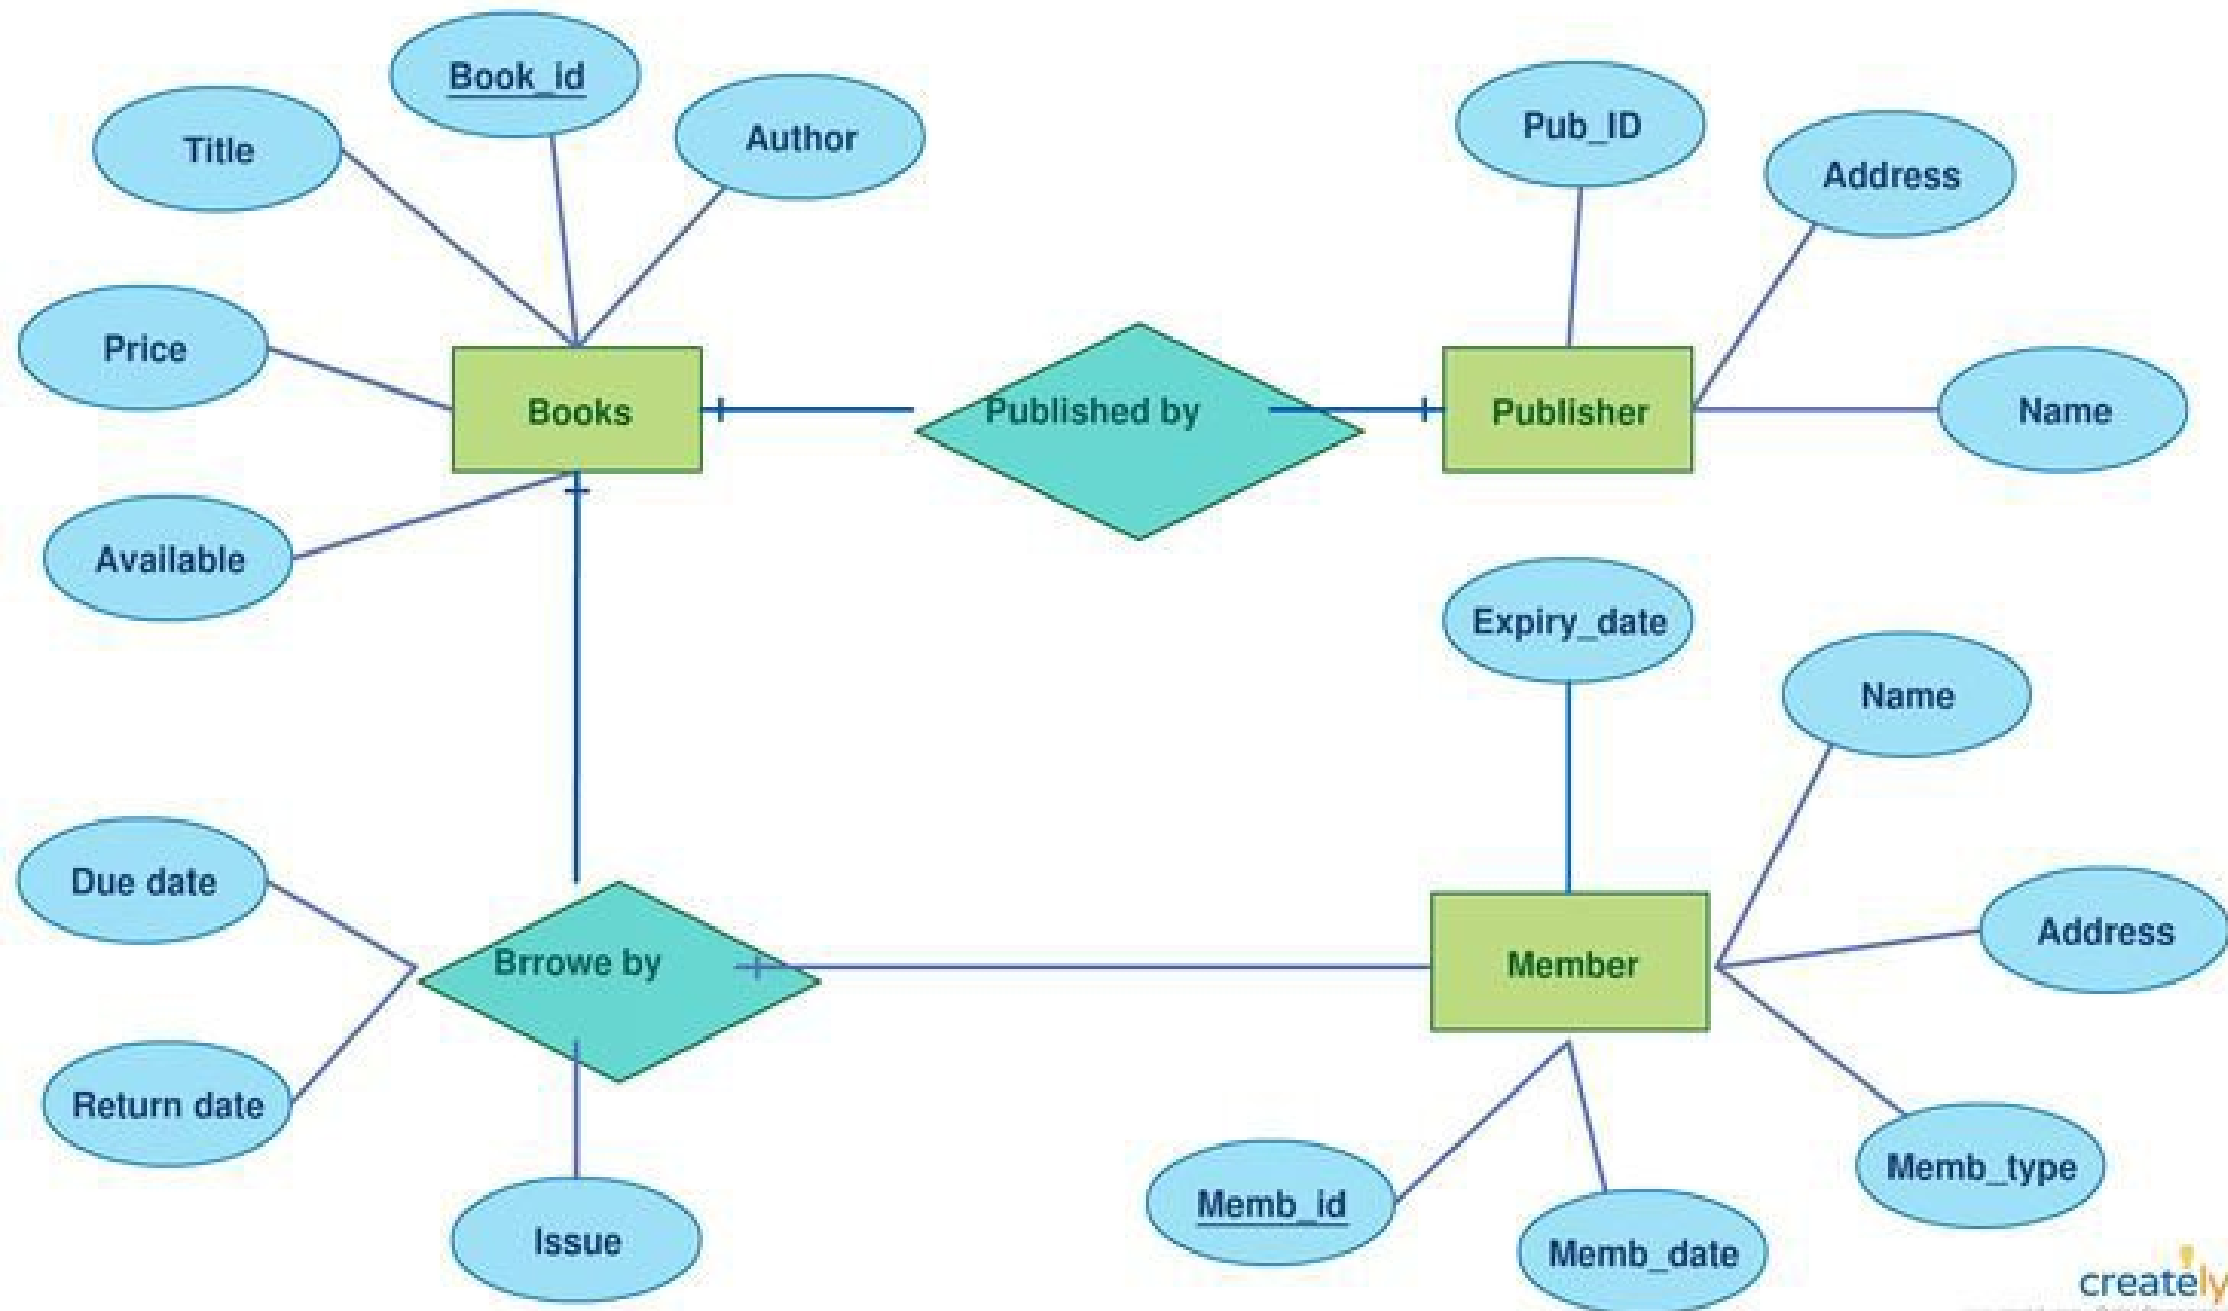 Book_id
Title
Author
Pub_ID
Address
Price
Books
Published by
Publisher
Name
Available
Expiry_date
Name
Due date
Brrowe by
Member
Address
Return date
Memb_type
Memb_id
Issue
Memb_date
creately